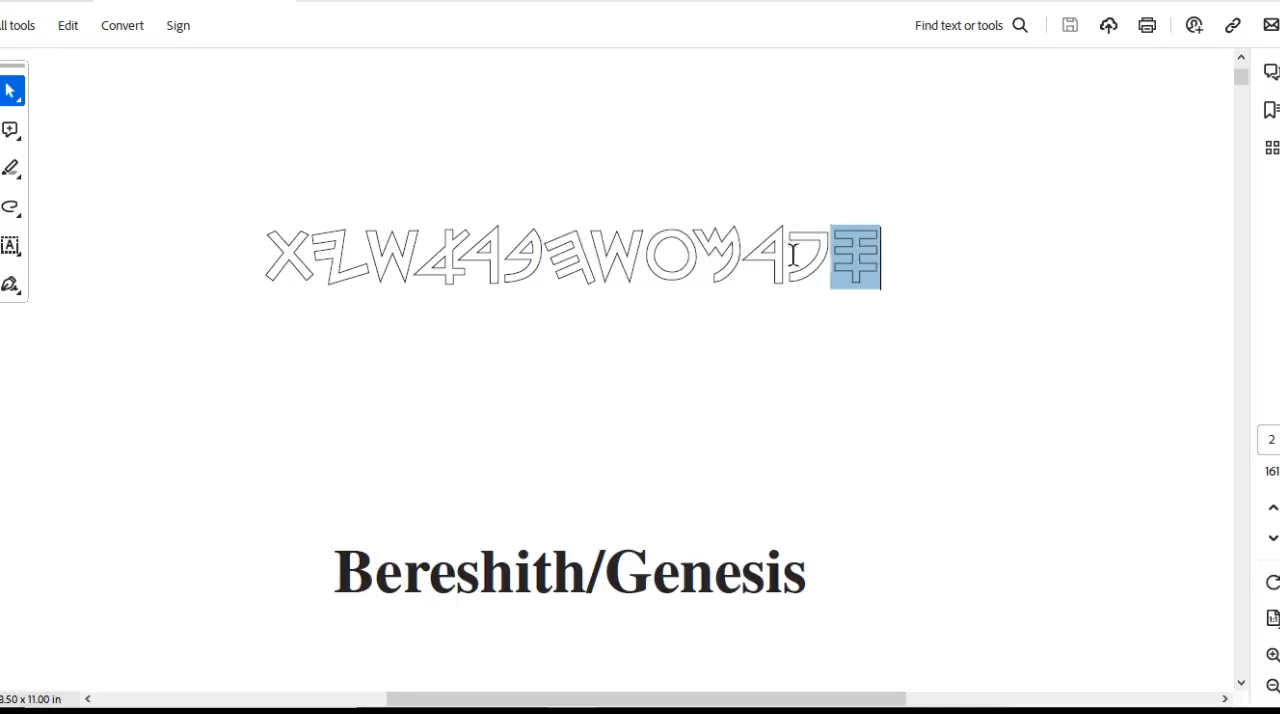 ll tools Edit Convert Sign Find text or tools
𐤎𐤐𐤓𐤌𐤏𐤔𐤄𐤁𐤓𐤀𐤔𐤉𐤕
2
161
Bereshith/Genesis
8.50 x 11.00 in